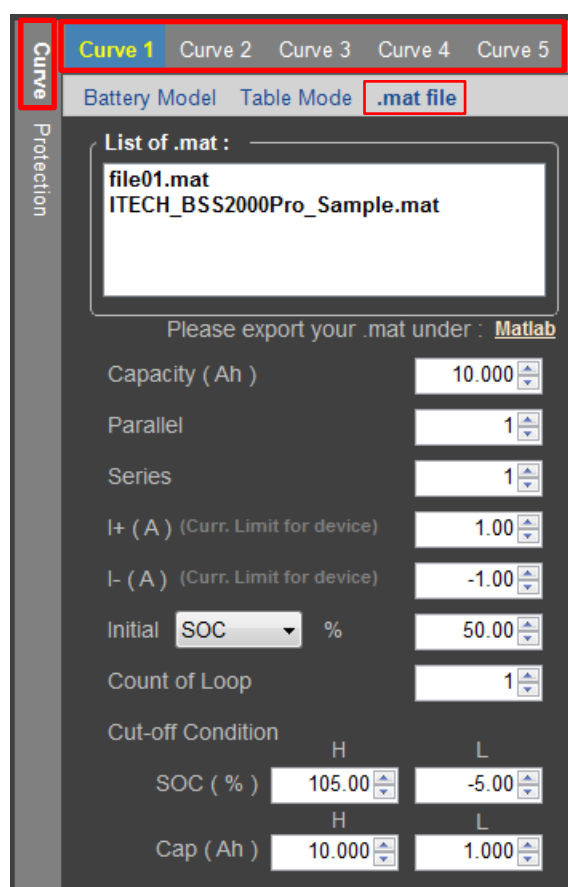 Curve
Protection
Curve 1 Curve 2 Curve 3 Curve 4 Curve 5
Battery Model Table Mode .mat file
List of .mat :
file01.mat
ITECH_BSS2000Pro_Sample.mat
Please export your .mat under : Matlab
Capacity ( Ah ) 10.000
Parallel 1
Series 1
I+ ( A ) (Curr. Limit for device) 1.00
I- ( A ) (Curr. Limit for device) -1.00
Initial SOC % 50.00
Count of Loop 1
Cut-off Condition
H L
SOC ( % ) 105.00 -5.00
H L
Cap ( Ah ) 10.000 1.000